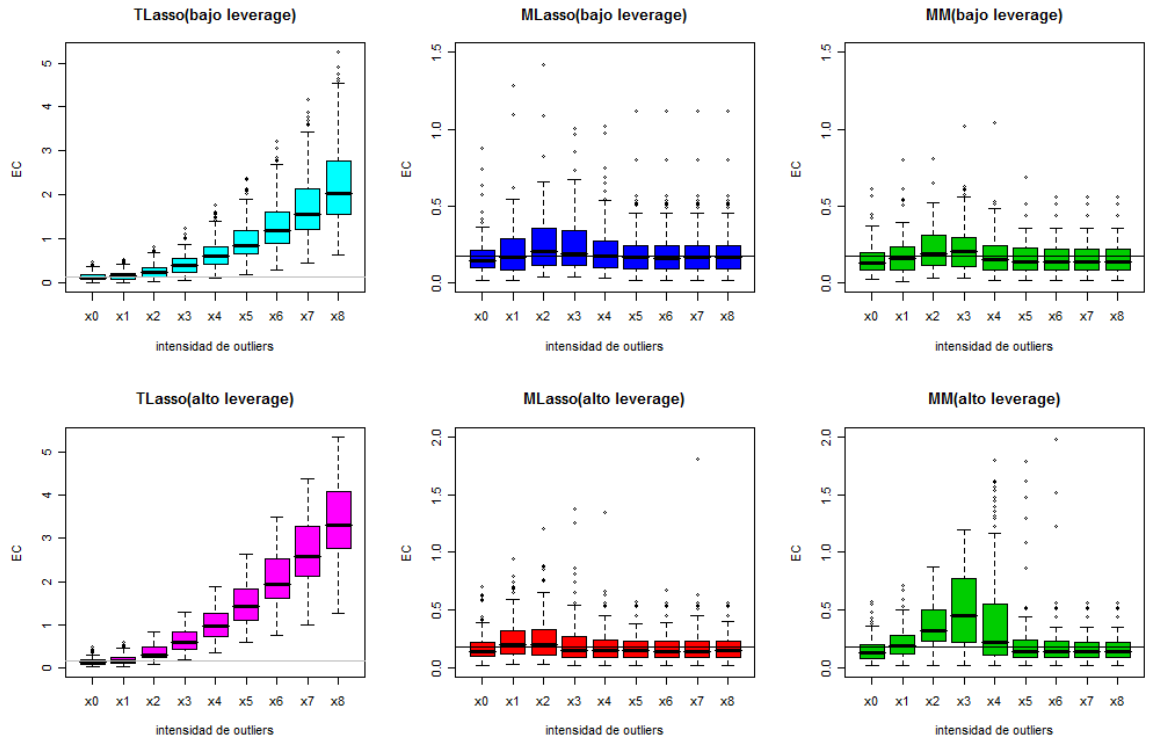 TLasso(bajo leverage)
MLasso(bajo leverage)
MM(bajo leverage)
EC
0
1
2
3
4
5
x0 x1 x2 x3 x4 x5 x6 x7 x8
intensidad de outliers
EC
0.0
0.5
1.0
1.5
x0 x1 x2 x3 x4 x5 x6 x7 x8
intensidad de outliers
EC
0.0
0.5
1.0
1.5
x0 x1 x2 x3 x4 x5 x6 x7 x8
intensidad de outliers
TLasso(alto leverage)
MLasso(alto leverage)
MM(alto leverage)
EC
0
1
2
3
4
5
x0 x1 x2 x3 x4 x5 x6 x7 x8
intensidad de outliers
EC
0.0
0.5
1.0
1.5
2.0
x0 x1 x2 x3 x4 x5 x6 x7 x8
intensidad de outliers
EC
0.0
0.5
1.0
1.5
2.0
x0 x1 x2 x3 x4 x5 x6 x7 x8
intensidad de outliers